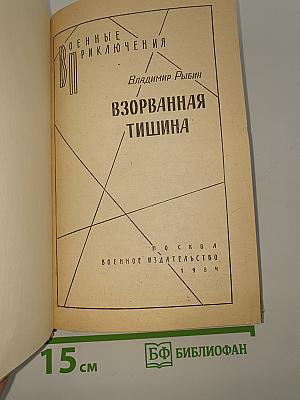 Военные
Приключения
Владимир Рыбин
ВЗОРВАННАЯ
ТИШИНА
МОСКВА
ВОЕННОЕ ИЗДАТЕЛЬСТВО
1984
15 см
БФ БИБЛИОФАН